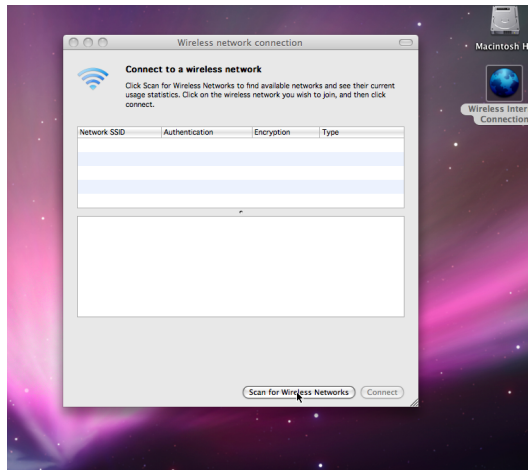 Wireless network connection
Connect to a wireless network
Click Scan for Wireless Networks to find available networks and see their current
usage statistics. Click on the wireless network you wish to join, and then click
connect.
Network SSID Authentication Encryption Type
Scan for Wireless Networks Connect
Macintosh H
Wireless Inter
Connection